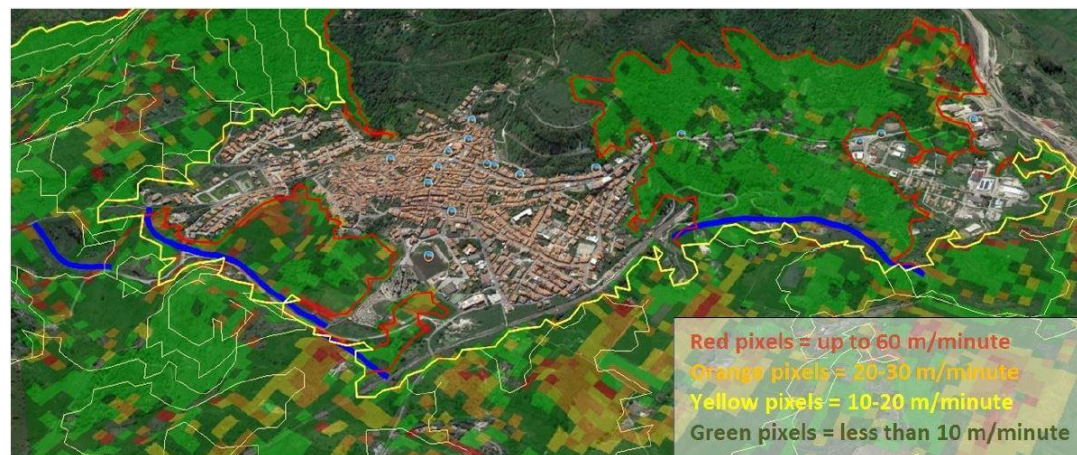 Red pixels = up to 60 m/minute
Orange pixels = 20-30 m/minute
Yellow pixels = 10-20 m/minute
Green pixels = less than 10 m/minute